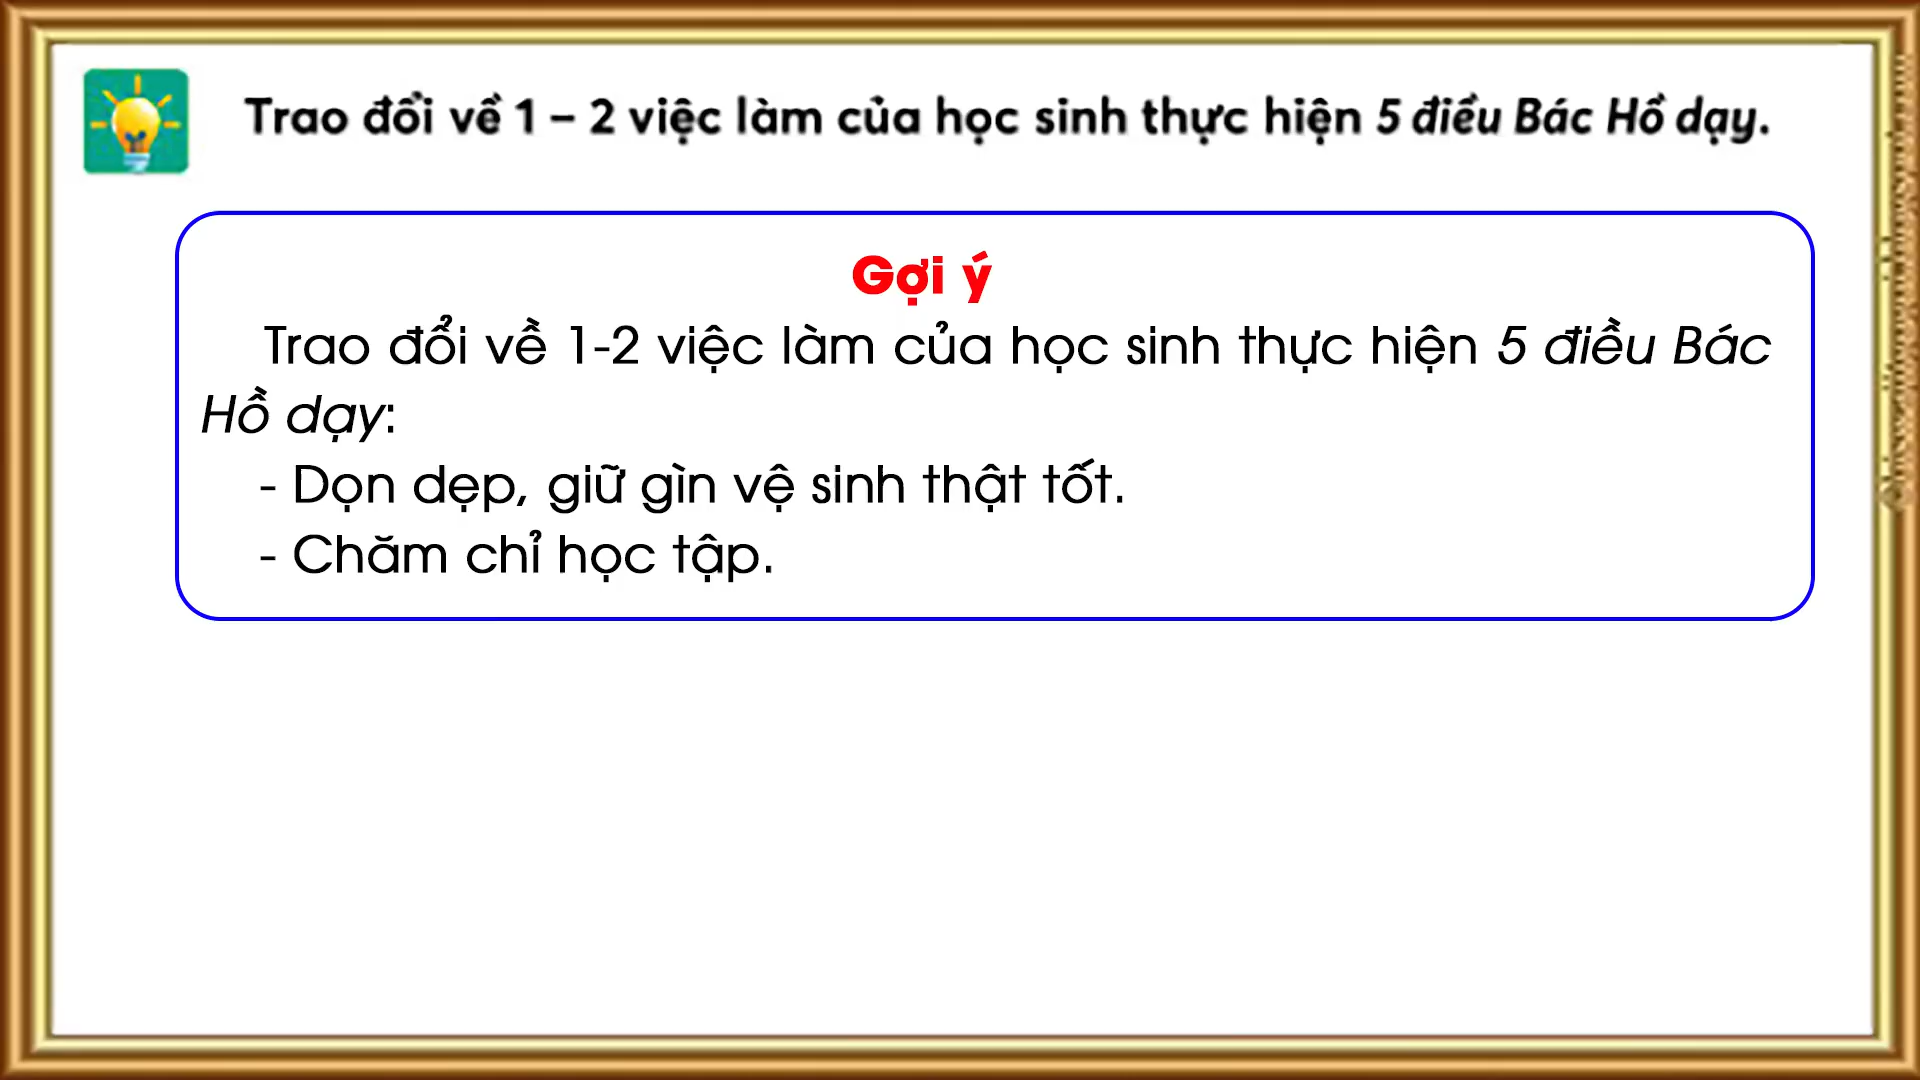 Trao đổi về 1 – 2 việc làm của học sinh thực hiện 5 điều Bác Hồ dạy.
Gợi ý
Trao đổi về 1-2 việc làm của học sinh thực hiện 5 điều Bác
Hồ dạy:
- Dọn dẹp, giữ gìn vệ sinh thật tốt.
- Chăm chỉ học tập.